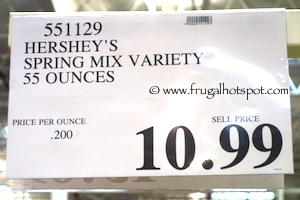 551129
HERSHEY'S
SPRING MIX VARIETY
55 OUNCES
© www.frugalhotspot.com
PRICE PER OUNCE
.200
SELL PRICE
10.99